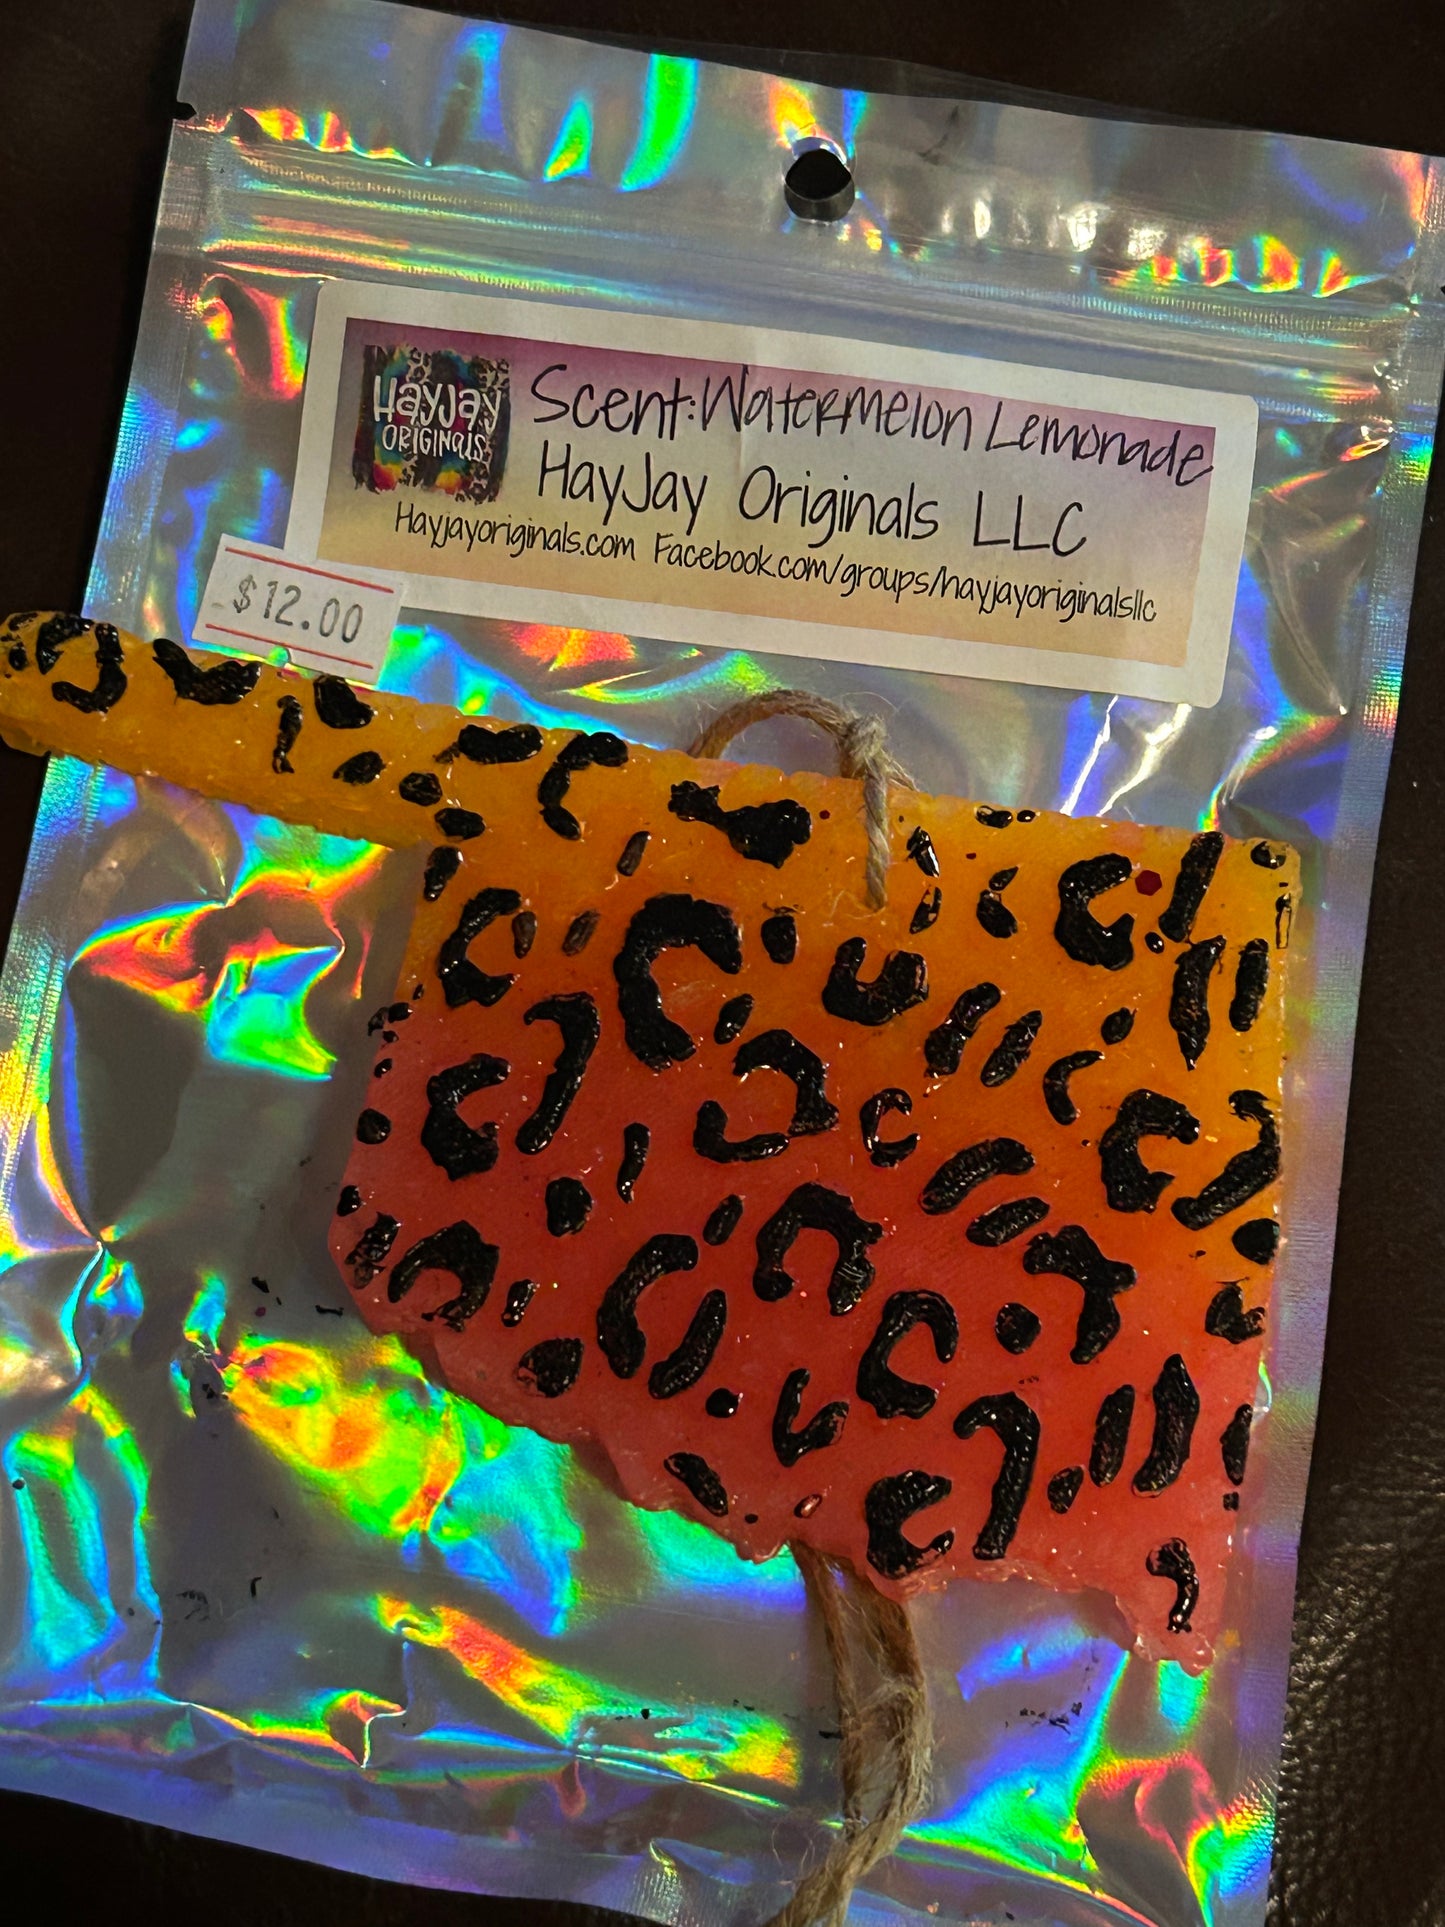 HayJay
ORIGINALS
Scent: Watermelon Lemonade
HayJay Originals LLC
Hayjayoriginals.com Facebook.com/groups/hayjayoriginalsllc
$12.00